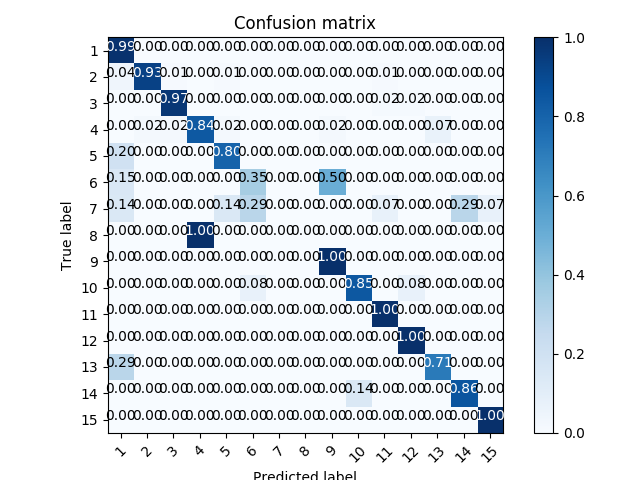 Confusion matrix
1 0.99 0.00 0.00 0.00 0.00 0.00 0.00 0.00 0.00 0.00 0.00 0.00 0.00 0.00 0.00
2 0.04 0.93 0.01 0.00 0.01 0.00 0.00 0.00 0.00 0.00 0.01 0.00 0.00 0.00 0.00
3 0.00 0.00 0.97 0.00 0.00 0.00 0.00 0.00 0.00 0.00 0.02 0.02 0.00 0.00 0.00
4 0.00 0.02 0.02 0.84 0.02 0.00 0.00 0.00 0.02 0.00 0.00 0.00 0.07 0.00 0.00
5 0.20 0.00 0.00 0.00 0.80 0.00 0.00 0.00 0.00 0.00 0.00 0.00 0.00 0.00 0.00
6 0.15 0.00 0.00 0.00 0.00 0.35 0.00 0.00 0.50 0.00 0.00 0.00 0.00 0.00 0.00
7 0.14 0.00 0.00 0.00 0.14 0.29 0.00 0.00 0.00 0.00 0.07 0.00 0.00 0.29 0.07
8 0.00 0.00 0.00 1.00 0.00 0.00 0.00 0.00 0.00 0.00 0.00 0.00 0.00 0.00 0.00
9 0.00 0.00 0.00 0.00 0.00 0.00 0.00 0.00 1.00 0.00 0.00 0.00 0.00 0.00 0.00
10 0.00 0.00 0.00 0.00 0.00 0.08 0.00 0.00 0.00 0.85 0.00 0.08 0.00 0.00 0.00
11 0.00 0.00 0.00 0.00 0.00 0.00 0.00 0.00 0.00 0.00 1.00 0.00 0.00 0.00 0.00
12 0.00 0.00 0.00 0.00 0.00 0.00 0.00 0.00 0.00 0.00 0.00 1.00 0.00 0.00 0.00
13 0.29 0.00 0.00 0.00 0.00 0.00 0.00 0.00 0.00 0.00 0.00 0.00 0.71 0.00 0.00
14 0.00 0.00 0.00 0.00 0.00 0.00 0.00 0.00 0.00 0.14 0.00 0.00 0.00 0.86 0.00
15 0.00 0.00 0.00 0.00 0.00 0.00 0.00 0.00 0.00 0.00 0.00 0.00 0.00 0.00 1.00
True label
1 2 3 4 5 6 7 8 9 10 11 12 13 14 15
Predicted label
1.0
0.8
0.6
0.4
0.2
0.0